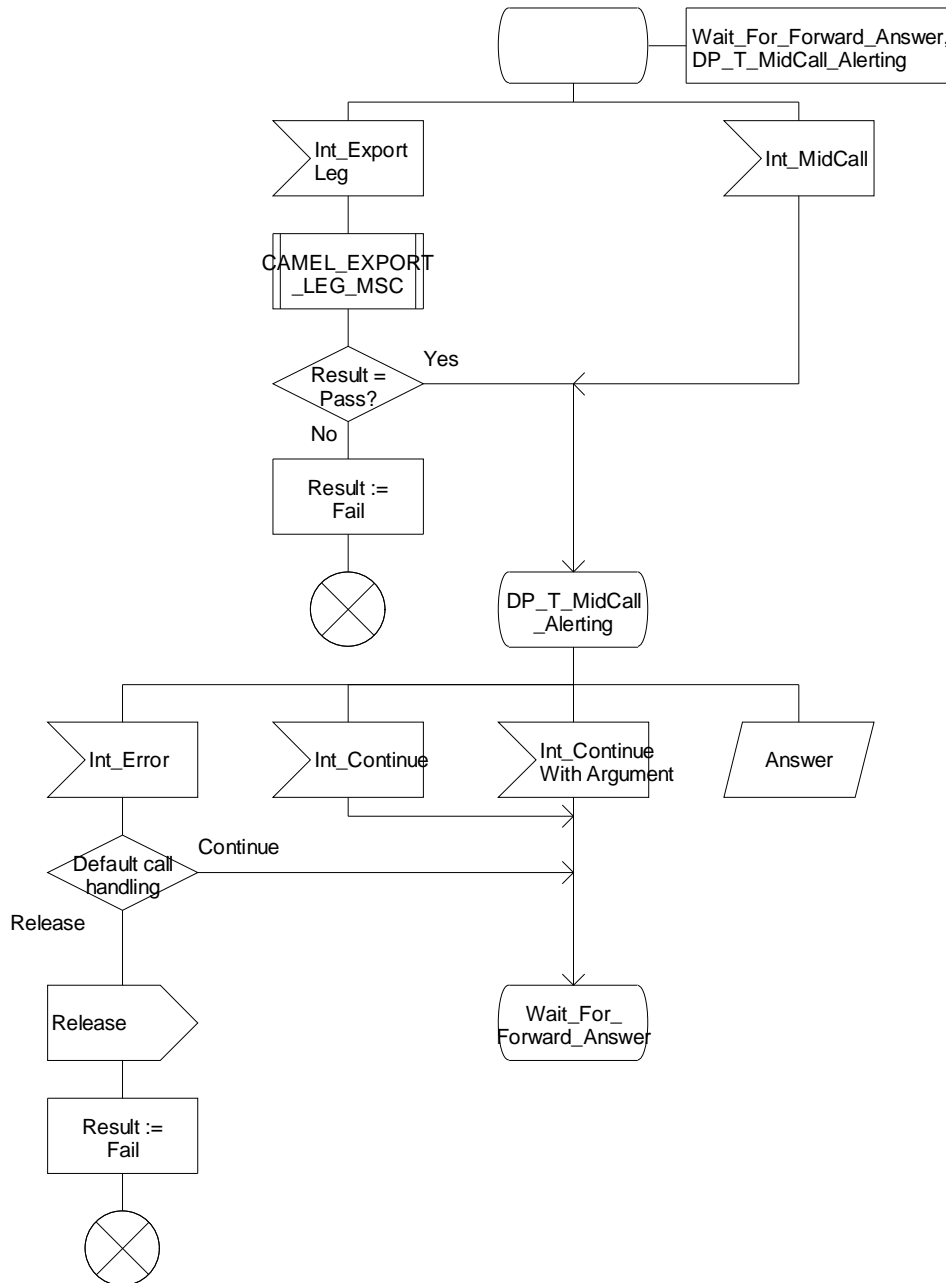 Wait_For_Forward_Answer,
DP_T_MidCall_Alerting
Int_Export
Leg
Int_MidCall
CAMEL_EXPORT
_LEG_MSC
Yes
Result =
Pass?
No
Result :=
Fail
DP_T_MidCall
_Alerting
Int_Error
Int_Continue
Int_Continue
With Argument
Answer
Continue
Default call
handling
Release
Release
Wait_For_
Forward_Answer
Result :=
Fail